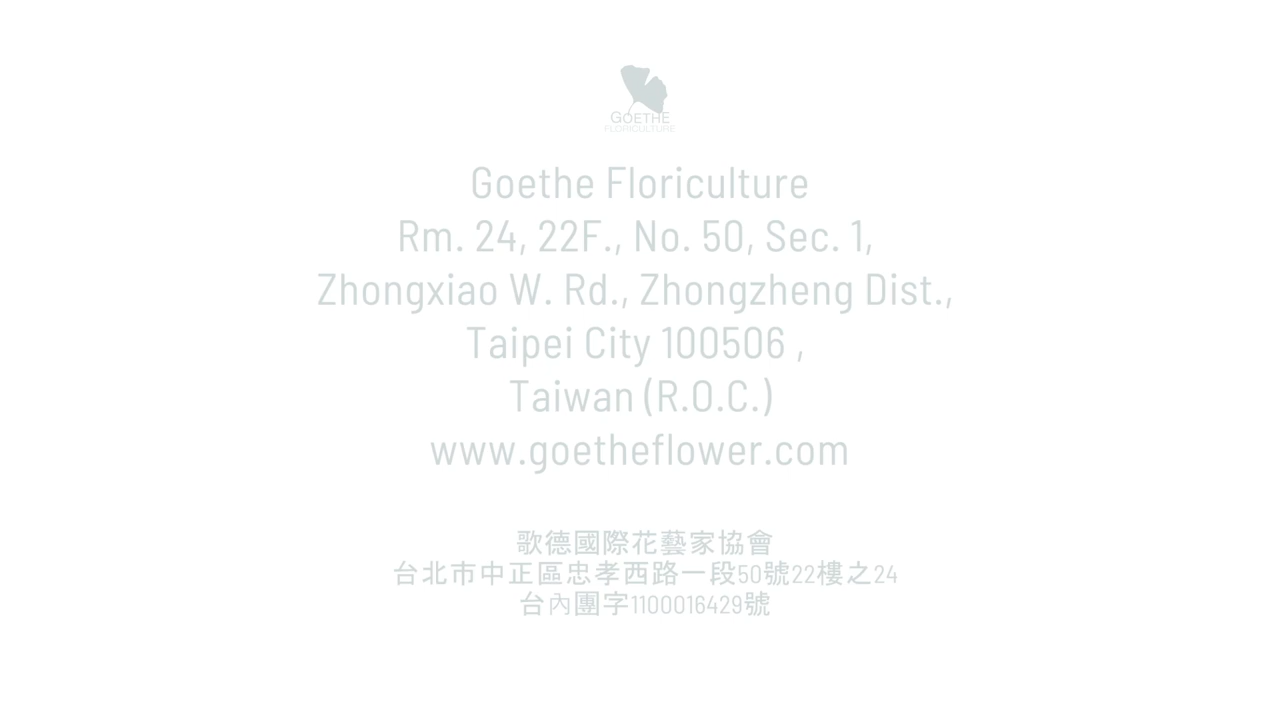 GOETHE
FLORICULTURE
Goethe Floriculture
Rm. 24, 22F., No. 50, Sec. 1,
Zhongxiao W. Rd., Zhongzheng Dist.,
Taipei City 100506 ,
Taiwan (R.O.C.)
www.goetheflower.com
歌德國際花藝家協會
台北市中正區忠孝西路一段50號22樓之24
台內團字1100016429號